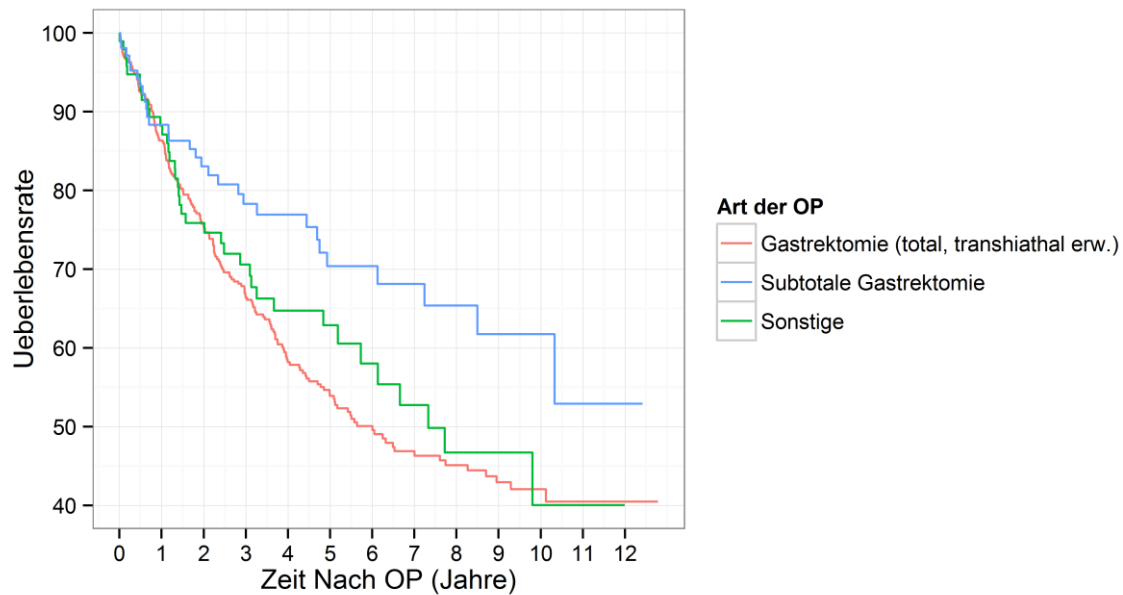 100
90
80
70
60
50
40
Ueberlebensrate
0 1 2 3 4 5 6 7 8 9 10 11 12
Zeit Nach OP (Jahre)
Art der OP
Gastrektomie (total, transhiathal erw.)
Subtotale Gastrektomie
Sonstige